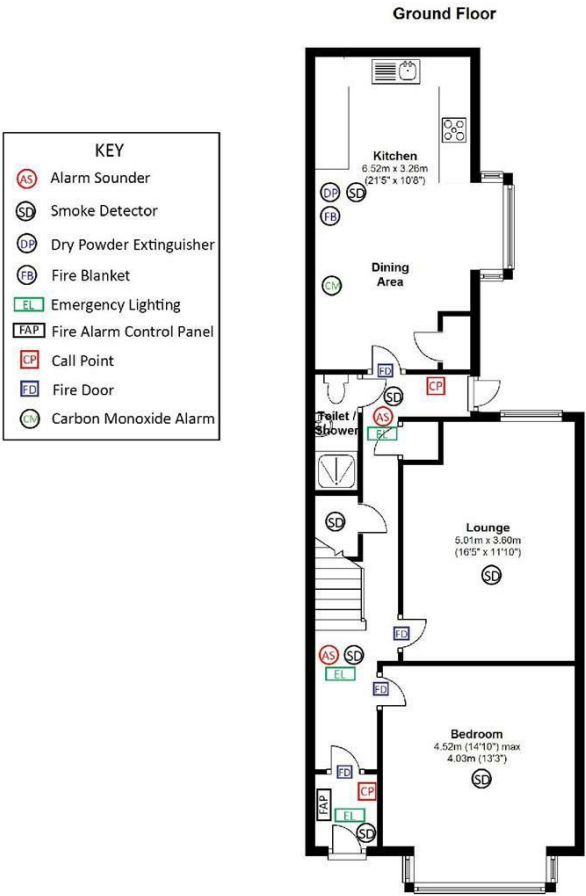 Ground Floor
KEY
AS Alarm Sounder
SD Smoke Detector
DP Dry Powder Extinguisher
FB Fire Blanket
EL Emergency Lighting
FAP Fire Alarm Control Panel
CP Call Point
FD Fire Door
CM Carbon Monoxide Alarm
Kitchen
6.52m x 3.26m
(21'5" x 10'8")
DP SD
FB
Dining
Area
CM
FD
CP
SD
Toilet /
Shower
AS
EL
SD
Lounge
5.01m x 3.60m
(16'5" x 11'10")
SD
FD
AS SD
EL
FD
Bedroom
4.52m (14'10") max
4.03m (13'3")
SD
FD
CP
FAP
EL
SD